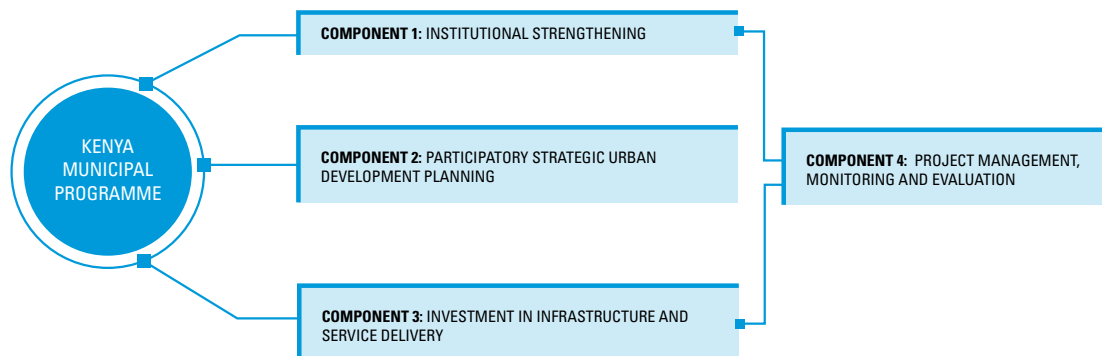 KENYA
MUNICIPAL
PROGRAMME
COMPONENT 1: INSTITUTIONAL STRENGTHENING
COMPONENT 2: PARTICIPATORY STRATEGIC URBAN
DEVELOPMENT PLANNING
COMPONENT 3: INVESTMENT IN INFRASTRUCTURE AND
SERVICE DELIVERY
COMPONENT 4: PROJECT MANAGEMENT,
MONITORING AND EVALUATION